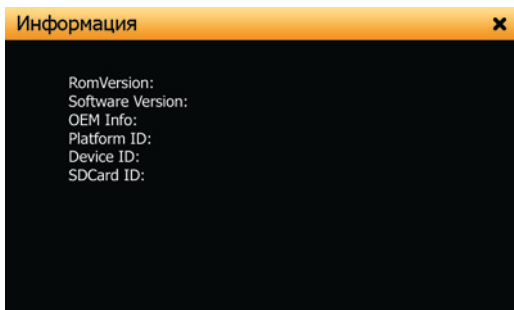 Информация
RomVersion:
Software Version:
OEM Info:
Platform ID:
Device ID:
SDCard ID: